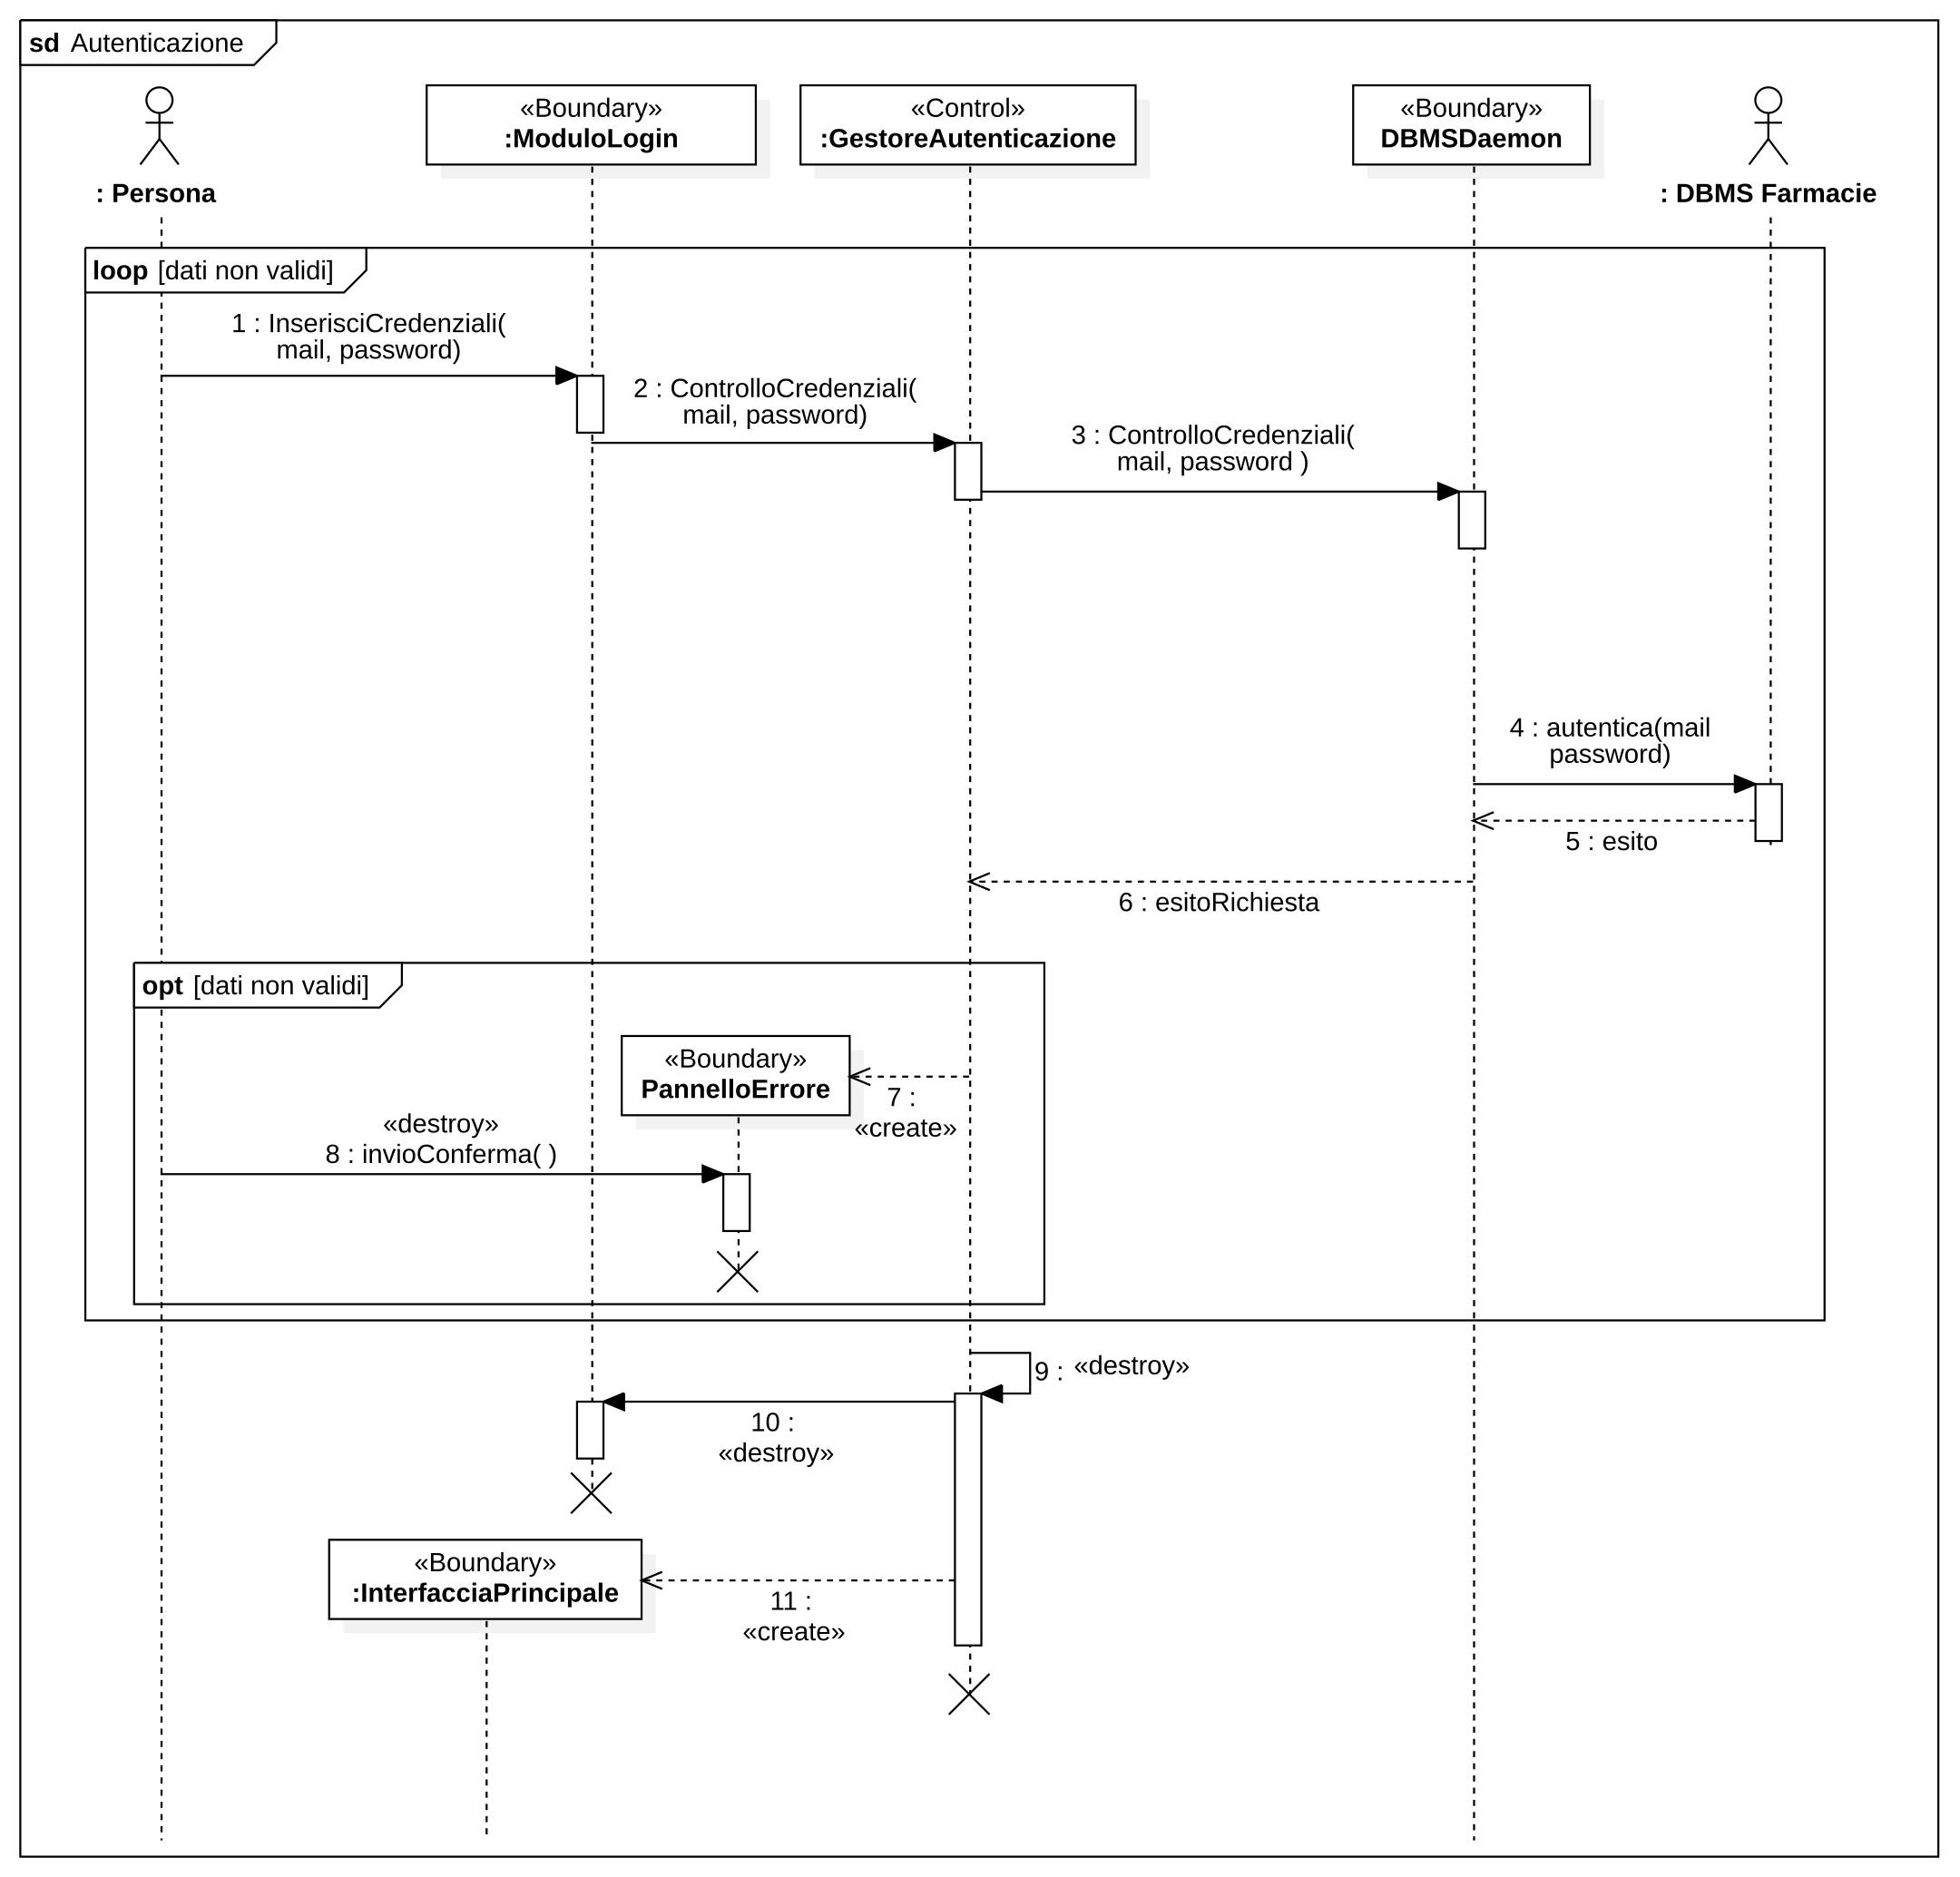 sd Autenticazione
«Boundary»
:ModuloLogin
«Control»
:GestoreAutenticazione
«Boundary»
DBMSDaemon
: Persona
: DBMS Farmacie
loop [dati non validi]
1 : InserisciCredenziali(
mail, password)
2 : ControlloCredenziali(
mail, password)
3 : ControlloCredenziali(
mail, password )
4 : autentica(mail
password)
5 : esito
6 : esitoRichiesta
opt [dati non validi]
«Boundary»
PannelloErrore
7 :
«create»
«destroy»
8 : invioConferma( )
9 : «destroy»
10 :
«destroy»
«Boundary»
:InterfacciaPrincipale
11 :
«create»